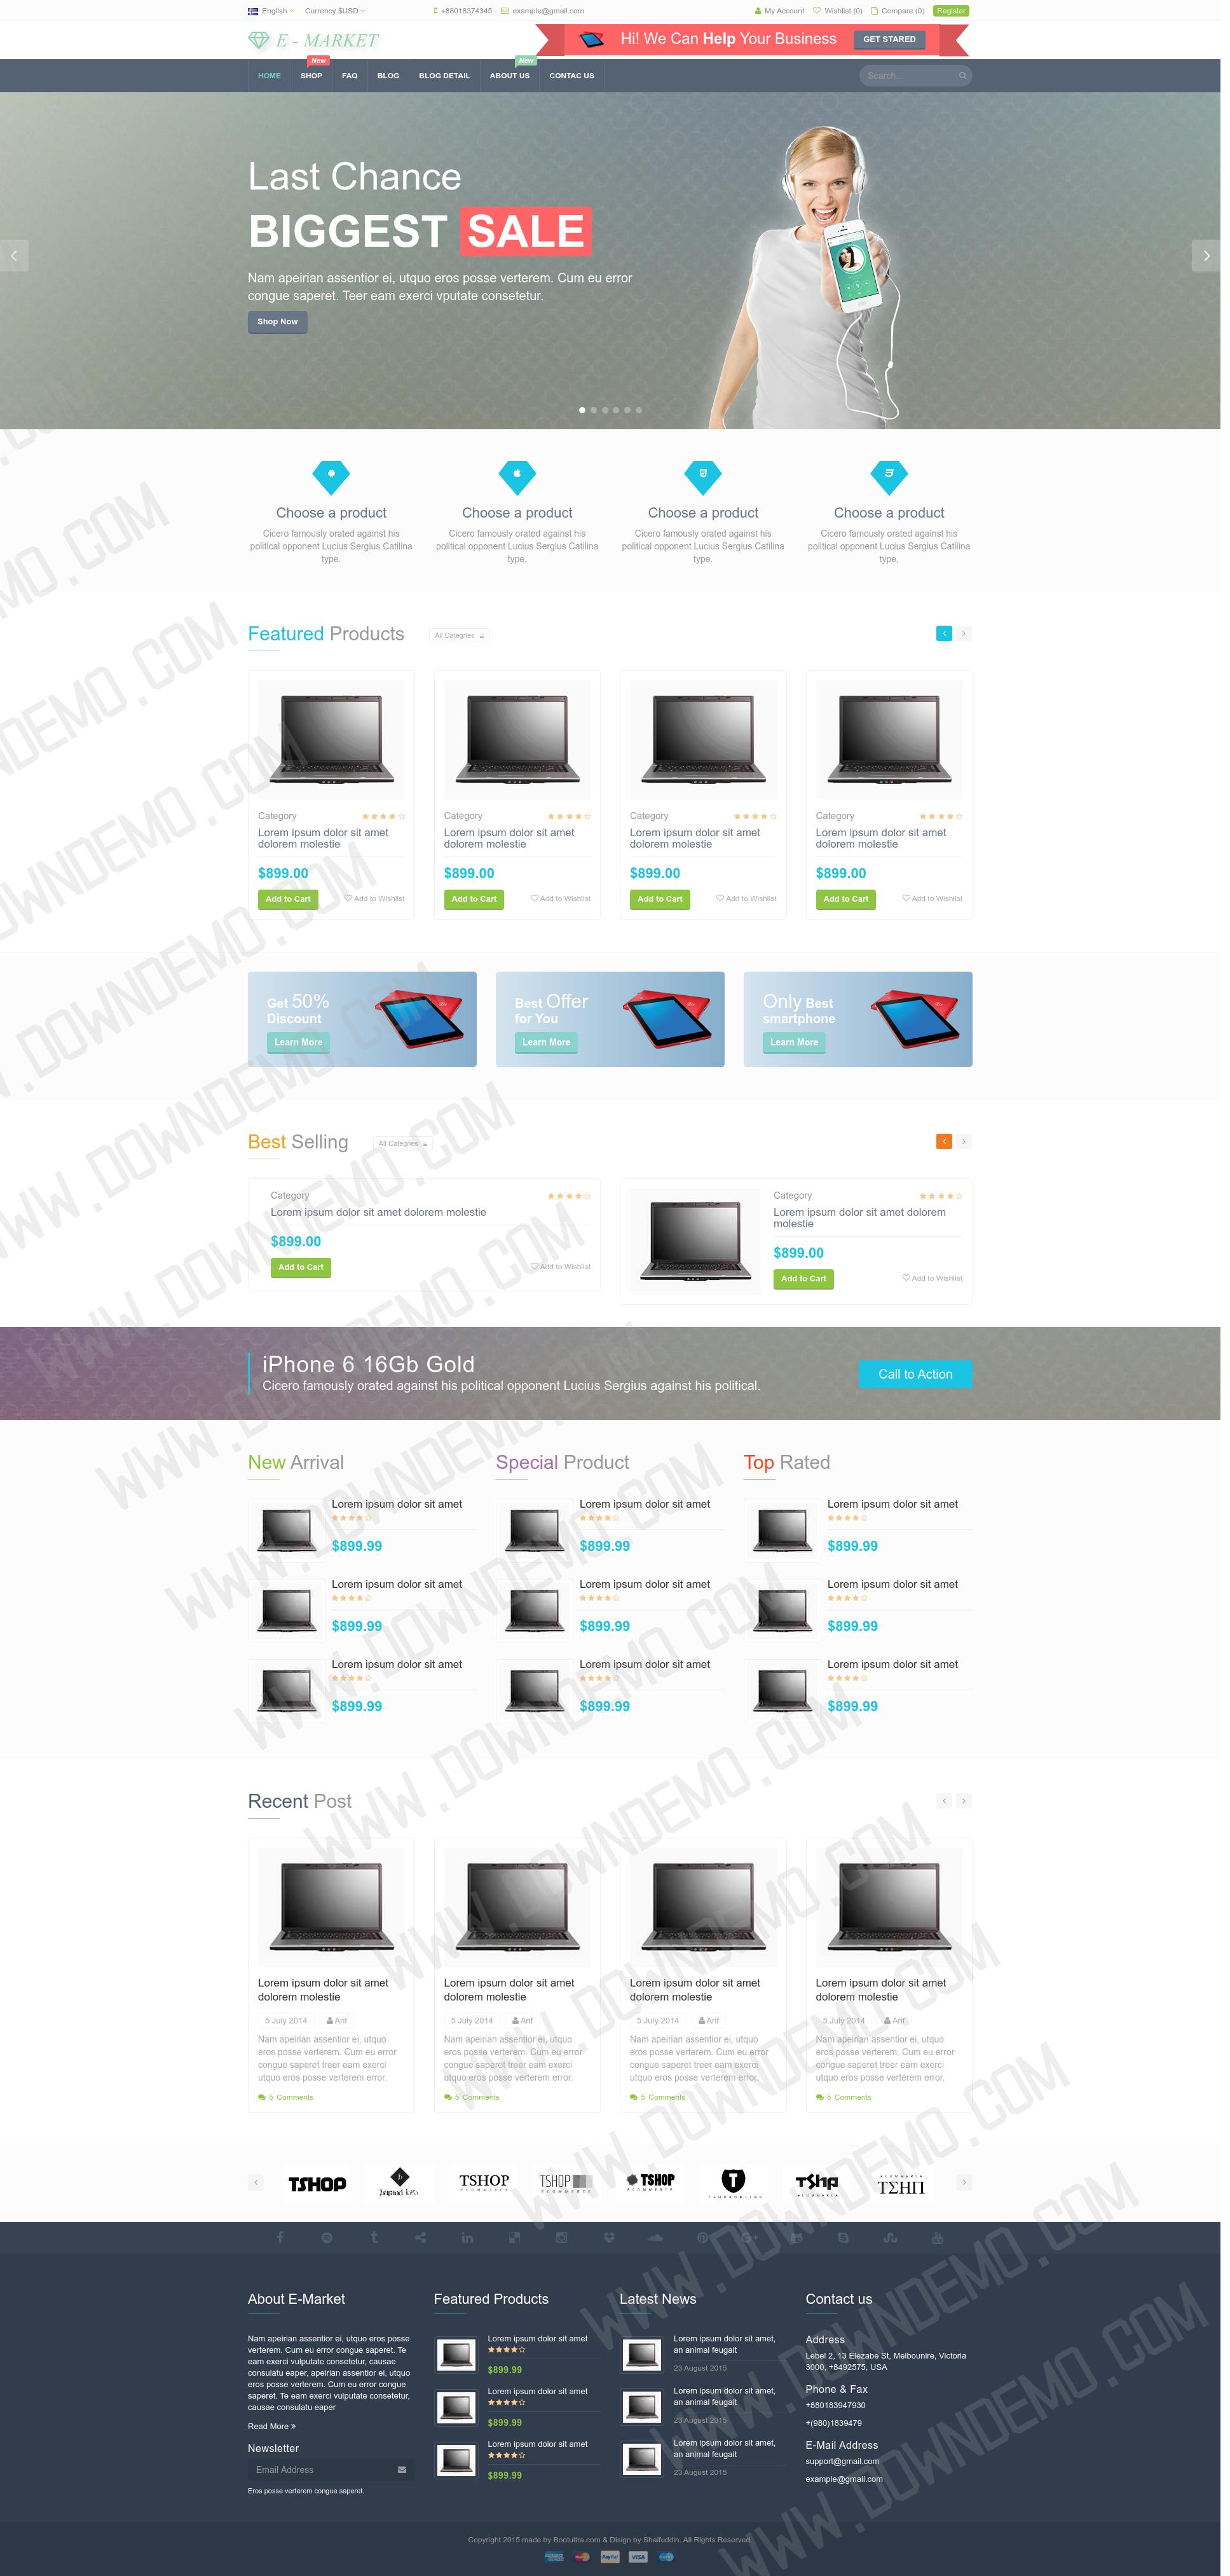 English Currency $USD +88018374345 example@gmail.com My Account Wishlist (0) Compare (0) Register
E - MARKET
Hi! We Can Help Your Business GET STARED
New New
HOME SHOP FAQ BLOG BLOG DETAIL ABOUT US CONTAC US Search...
Last Chance
BIGGEST SALE
Nam apeirian assentior ei, utquo eros posse verterem. Cum eu error
congue saperet. Teer eam exerci vputate consetetur.
Shop Now
Choose a product Choose a product Choose a product Choose a product
Cicero famously orated against his Cicero famously orated against his Cicero famously orated against his Cicero famously orated against his
political opponent Lucius Sergius Catilina political opponent Lucius Sergius Catilina political opponent Lucius Sergius Catilina political opponent Lucius Sergius Catilina
type. type. type. type.
Featured Products All Categries
Category Category Category Category
Lorem ipsum dolor sit amet Lorem ipsum dolor sit amet Lorem ipsum dolor sit amet Lorem ipsum dolor sit amet
dolorem molestie dolorem molestie dolorem molestie dolorem molestie
$899.00 $899.00 $899.00 $899.00
Add to Cart Add to Wishlist Add to Cart Add to Wishlist Add to Cart Add to Wishlist Add to Cart Add to Wishlist
Get 50% Best Offer Only Best
Discount for You smartphone
Learn More Learn More Learn More
Best Selling All Categries
Category Category
Lorem ipsum dolor sit amet dolorem molestie Lorem ipsum dolor sit amet dolorem
molestie
$899.00 $899.00
Add to Cart Add to Wishlist Add to Cart Add to Wishlist
iPhone 6 16Gb Gold
Cicero famously orated against his political opponent Lucius Sergius against his political.
Call to Action
New Arrival Special Product Top Rated
Lorem ipsum dolor sit amet Lorem ipsum dolor sit amet Lorem ipsum dolor sit amet
$899.99 $899.99 $899.99
Lorem ipsum dolor sit amet Lorem ipsum dolor sit amet Lorem ipsum dolor sit amet
$899.99 $899.99 $899.99
Lorem ipsum dolor sit amet Lorem ipsum dolor sit amet Lorem ipsum dolor sit amet
$899.99 $899.99 $899.99
Recent Post
Lorem ipsum dolor sit amet Lorem ipsum dolor sit amet Lorem ipsum dolor sit amet Lorem ipsum dolor sit amet
dolorem molestie dolorem molestie dolorem molestie dolorem molestie
5 July 2014 Arif 5 July 2014 Arif 5 July 2014 Arif 5 July 2014 Arif
Nam apeirian assentior ei, utquo Nam apeirian assentior ei, utquo Nam apeirian assentior ei, utquo Nam apeirian assentior ei, utquo
eros posse verterem. Cum eu error eros posse verterem. Cum eu error eros posse verterem. Cum eu error eros posse verterem. Cum eu error
congue saperet treer eam exerci congue saperet treer eam exerci congue saperet treer eam exerci congue saperet treer eam exerci
utquo eros posse verterem error. utquo eros posse verterem error. utquo eros posse verterem error. utquo eros posse verterem error.
5 Comments 5 Comments 5 Comments 5 Comments
TSHOP TSHOP TSHOP TSHOP T TShp ΤΣΗΠ
About E-Market
Nam apeirian assentior ei, utquo eros posse
verterem. Cum eu error congue saperet. Te
eam exerci vulputate consetetur, causae
consulatu eaper, apeirian assentior ei, utquo
eros posse verterem. Cum eu error congue
saperet. Te eam exerci vulputate consetetur,
causae consulatu eaper
Read More »
Newsletter
Email Address
Eros posse verterem congue saperet.
Featured Products
Lorem ipsum dolor sit amet
$899.99
Lorem ipsum dolor sit amet
$899.99
Lorem ipsum dolor sit amet
$899.99
Latest News
Lorem ipsum dolor sit amet,
an animal feugait
23 August 2015
Lorem ipsum dolor sit amet,
an animal feugait
23 August 2015
Lorem ipsum dolor sit amet,
an animal feugait
23 August 2015
Contact us
Address
Lebel 2, 13 Elezabe St, Melbounire, Victoria
3000, +8492575, USA
Phone & Fax
+880183947930
+(980)1839479
E-Mail Address
support@gmail.com
example@gmail.com
Copyright 2015 made by Bootultra.com & Disign by Shaifuddin. All Rights Reserved.
PayPal VISA
WWW.DOWNDEMO.COM